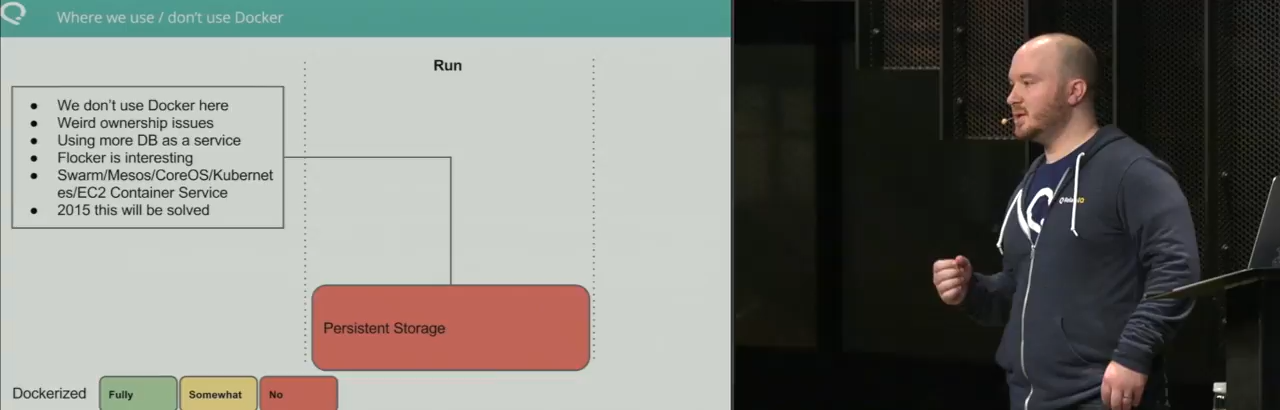 Where we use / don't use Docker
Run
● We don't use Docker here
● Weird ownership issues
● Using more DB as a service
● Flocker is interesting
● Swarm/Mesos/CoreOS/Kubernet
es/EC2 Container Service
● 2015 this will be solved
Persistent Storage
Dockerized
Fully
Somewhat
No